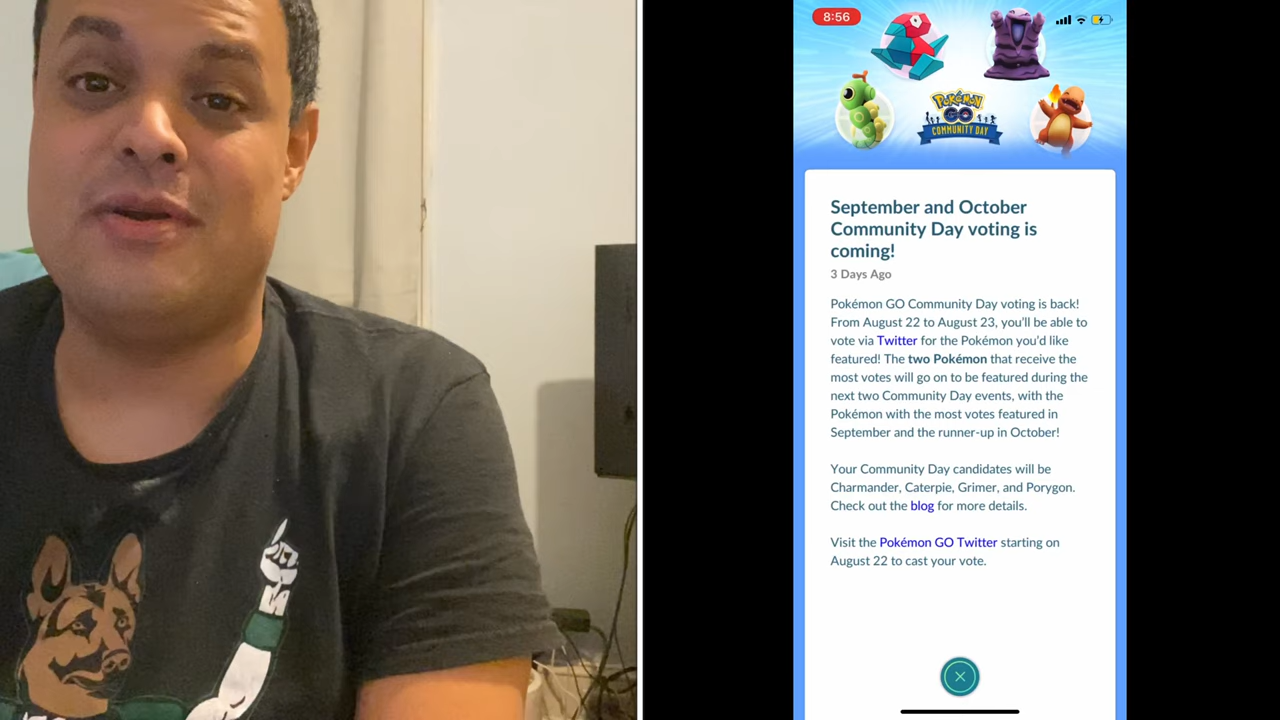 8:56
POKÉMON
GO
COMMUNITY DAY
September and October
Community Day voting is
coming!
3 Days Ago
Pokémon GO Community Day voting is back!
From August 22 to August 23, you'll be able to
vote via Twitter for the Pokémon you'd like
featured! The two Pokémon that receive the
most votes will go on to be featured during the
next two Community Day events, with the
Pokémon with the most votes featured in
September and the runner-up in October!
Your Community Day candidates will be
Charmander, Caterpie, Grimer, and Porygon.
Check out the blog for more details.
Visit the Pokémon GO Twitter starting on
August 22 to cast your vote.